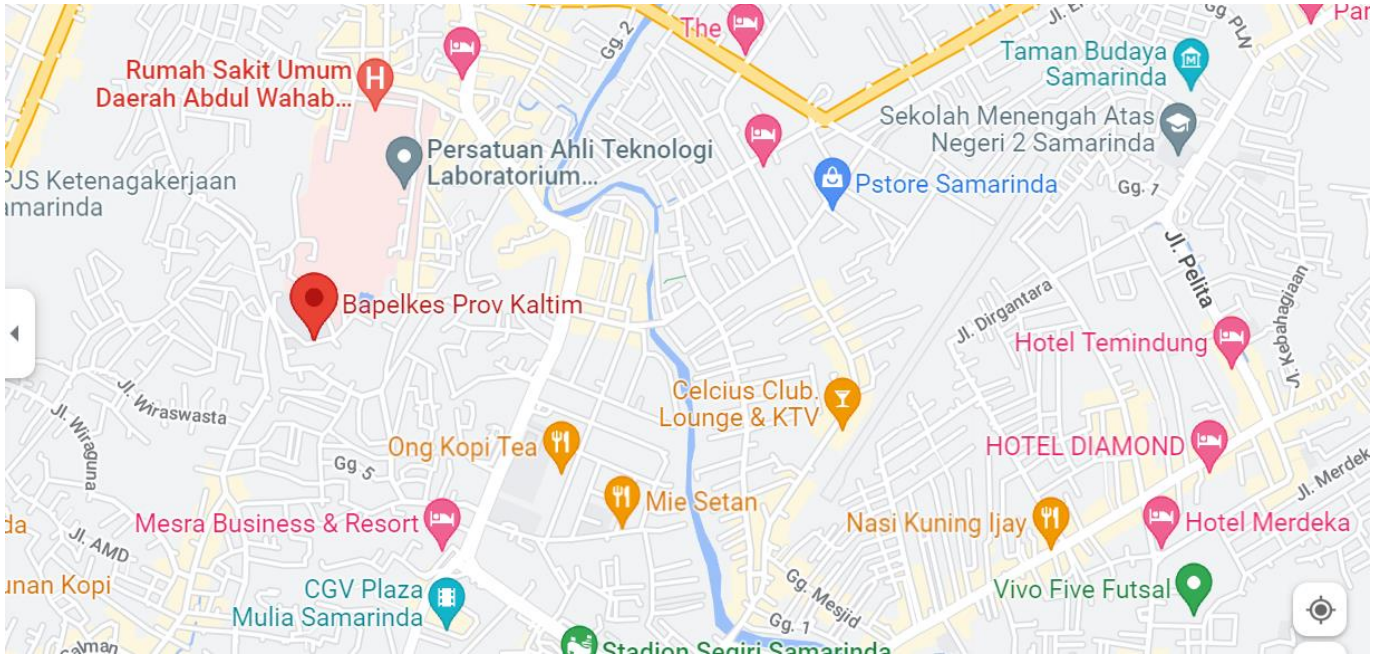 Gg. 2
The
Jl. E
Gg PLN
Par
Rumah Sakit Umum
Daerah Abdul Wahab...
Taman Budaya
Samarinda
Sekolah Menengah Atas
Negeri 2 Samarinda
Persatuan Ahli Teknologi
Laboratorium...
PJS Ketenagakerjaan
amarinda
Pstore Samarinda
Gg. 7
Jl. Pelita
Bapelkes Prov Kaltim
Jl. Dirgantara
Jl. Kebahagiaan
Hotel Temindung
Jl. Wiraswasta
Jl. Wiraguna
Celcius Club.
Lounge & KTV
Ong Kopi Tea
HOTEL DIAMOND
Gg 5
Jl. Merdek
Mie Setan
Mesra Business & Resort
Nasi Kuning Ijay
Hotel Merdeka
da
Jl. AMD
unan Kopi
CGV Plaza
Mulia Samarinda
Gg. Mesjid
Vivo Five Futsal
Gg. 1
Stadion Segiri Samarinda